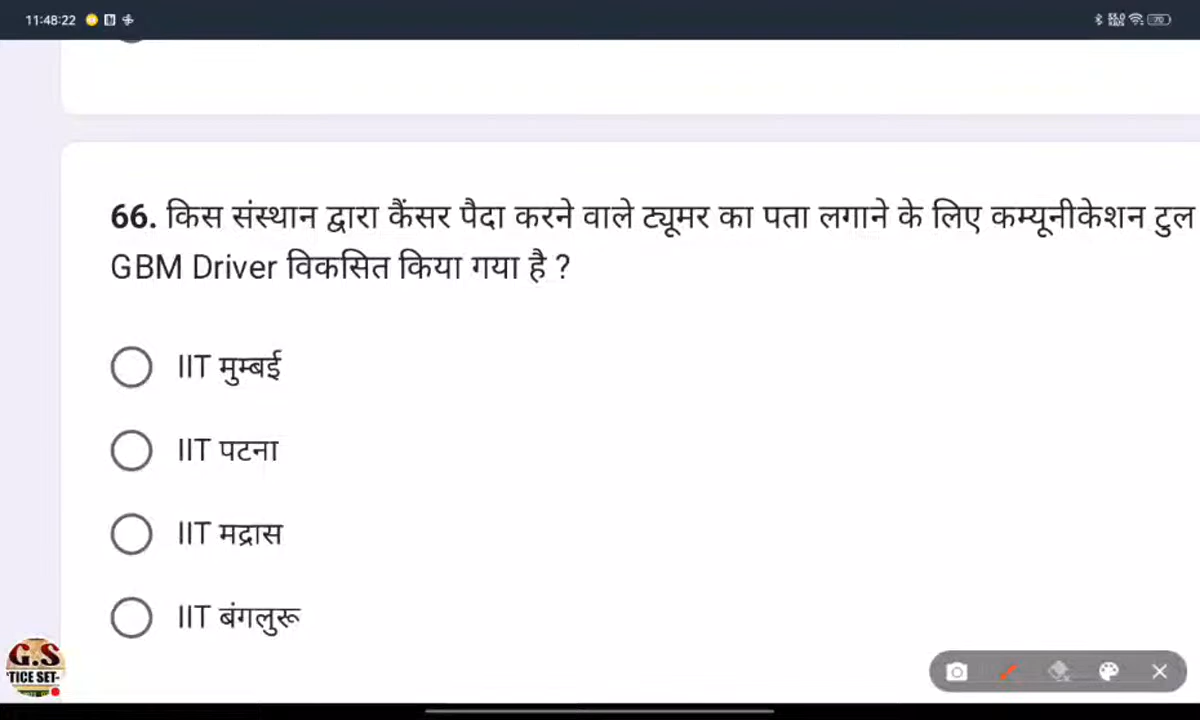 11:48:22
70
66. किस संस्थान द्वारा कैंसर पैदा करने वाले ट्यूमर का पता लगाने के लिए कम्यूनीकेशन टुल
GBM Driver विकसित किया गया है ?
IIT मुम्बई
IIT पटना
IIT मद्रास
IIT बंगलुरू
G.S
TICE SET-